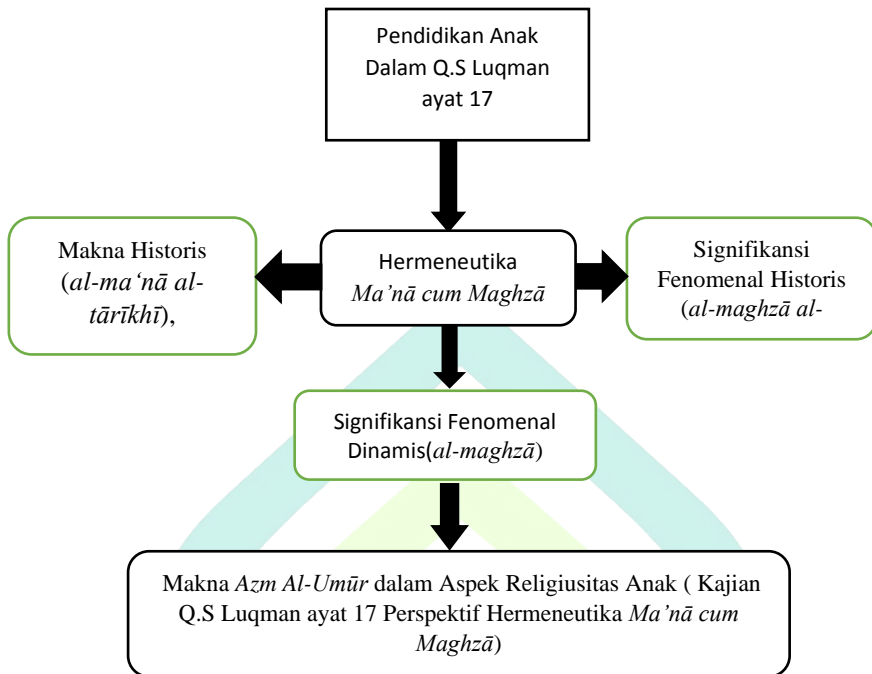 Pendidikan Anak
Dalam Q.S Luqman
ayat 17
Makna Historis
(al-ma‘nā al-
tārīkhī),
Hermeneutika
Ma’nā cum Maghzā
Signifikansi
Fenomenal Historis
(al-maghzā al-
Signifikansi Fenomenal
Dinamis(al-maghzā)
Makna Azm Al-Umūr dalam Aspek Religiusitas Anak ( Kajian
Q.S Luqman ayat 17 Perspektif Hermeneutika Ma’nā cum
Maghzā)